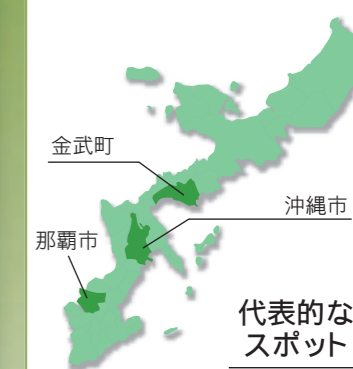 金武町
沖縄市
那覇市
代表的な
スポット